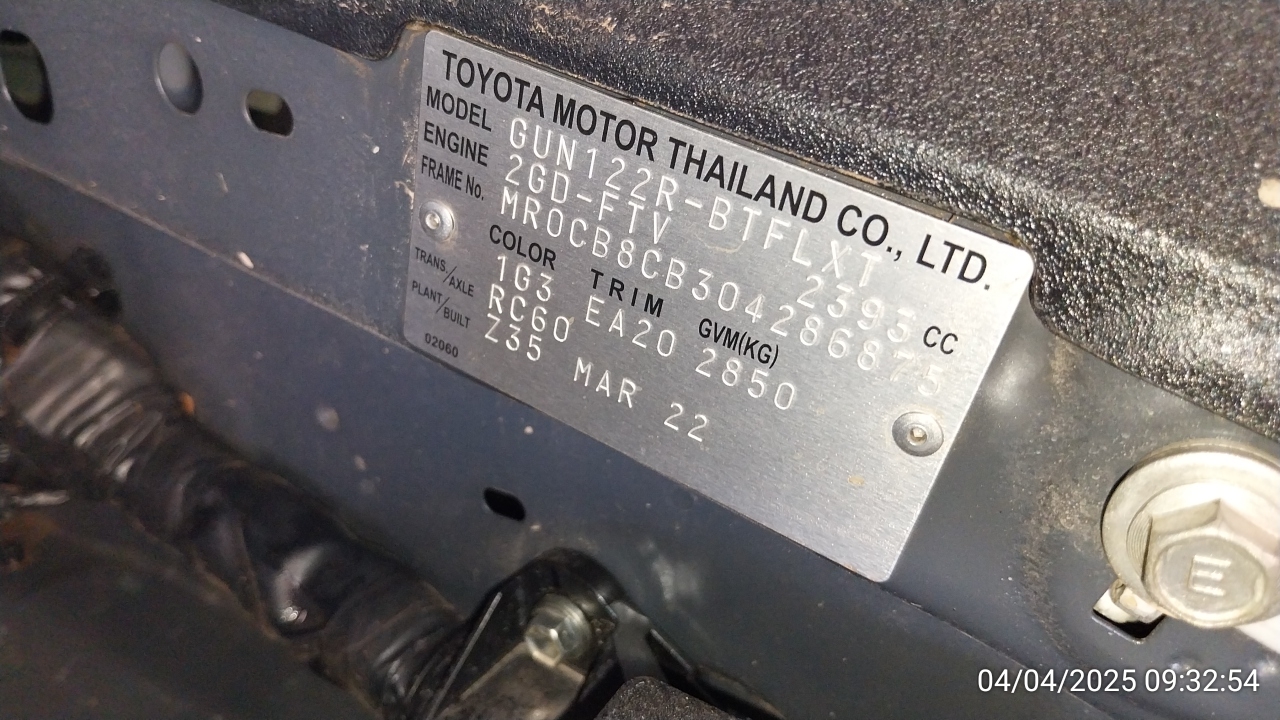 TOYOTA MOTOR THAILAND CO., LTD.
MODEL GUN122R-BTFLXT
ENGINE 2GD-FTV 2393 CC
FRAME No. MR0CB8CB304286875
COLOR TRIM GVM(KG)
1G3 EA20 2850
TRANS/AXLE RC60
PLANT/BUILT Z35 MAR 22
02060
E
04/04/2025 09:32:54